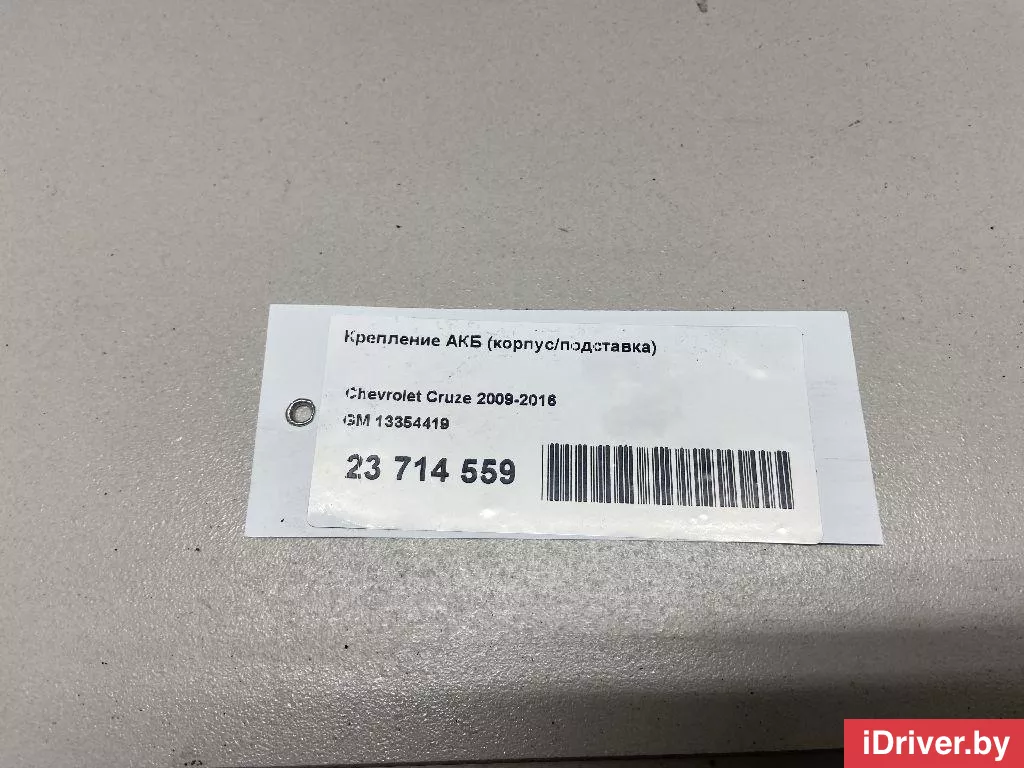 Крепление АКБ (корпус/подставка)
Chevrolet Cruze 2009-2016
GM 13354419
23 714 559
iDriver.by